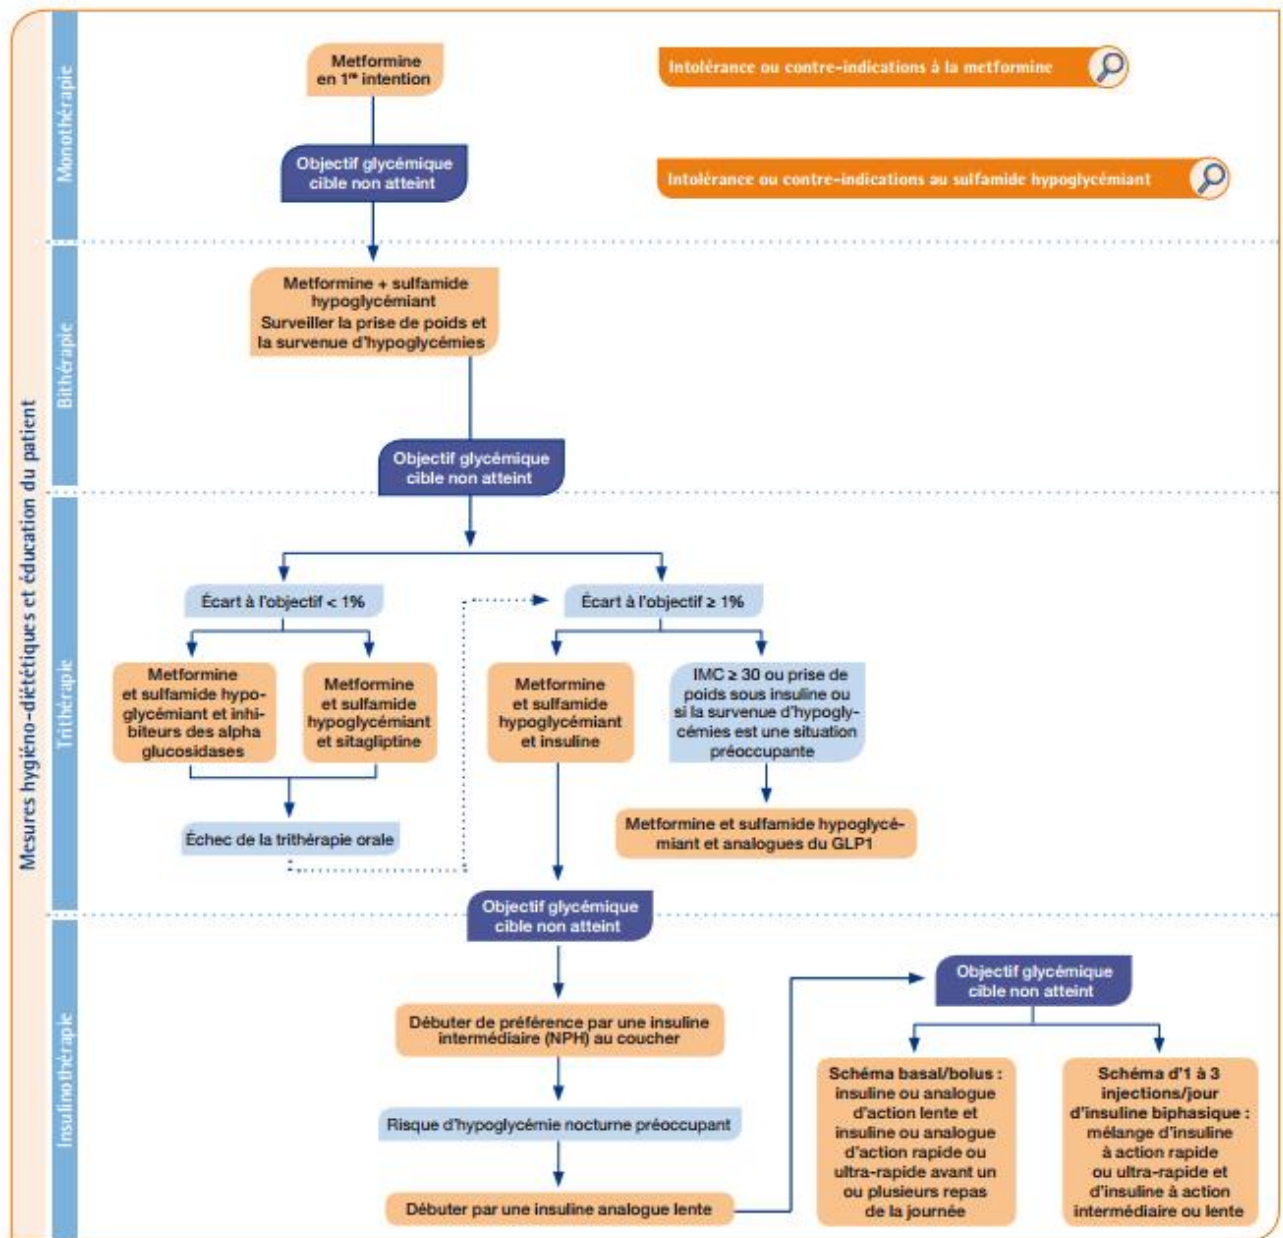 Mesures hygiéno-diététiques et éducation du patient
Monothérapie
Metformine
en 1re intention
Intolérance ou contre-indications à la metformine
Objectif glycémique
cible non atteint
Intolérance ou contre-indications au sulfamide hypoglycémiant
Bithérapie
Metformine + sulfamide
hypoglycémiant
Surveiller la prise de poids et
la survenue d'hypoglycémies
Objectif glycémique
cible non atteint
Trithérapie
Écart à l'objectif < 1%
Écart à l'objectif ≥ 1%
Metformine
et sulfamide hypo-
glycémiant et inhi-
biteurs des alpha
glucosidases
Metformine
et sulfamide
hypoglycémiant
et sitagliptine
Metformine
et sulfamide
hypoglycémiant
et insuline
IMC ≥ 30 ou prise de
poids sous insuline ou
si la survenue d'hypogly-
cémies est une situation
préoccupante
Échec de la trithérapie orale
Metformine et sulfamide hypoglycé-
miant et analogues du GLP1
Objectif glycémique
cible non atteint
Insulinothérapie
Débuter de préférence par une insuline
intermédiaire (NPH) au coucher
Risque d'hypoglycémie nocturne préoccupant
Débuter par une insuline analogue lente
Objectif glycémique
cible non atteint
Schéma basal/bolus :
insuline ou analogue
d'action lente et
insuline ou analogue
d'action rapide ou
ultra-rapide avant un
ou plusieurs repas
de la journée
Schéma d'1 à 3
injections/jour
d'insuline biphasique :
mélange d'insuline
à action rapide
ou ultra-rapide et
d'insuline à action
intermédiaire ou lente